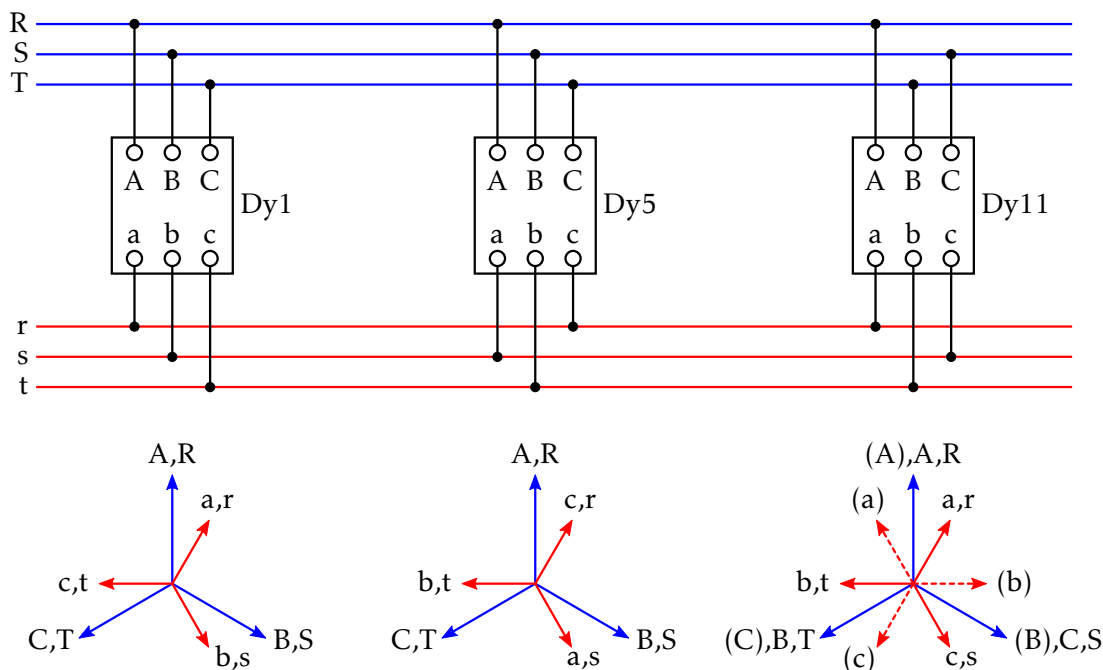 R
S
T
A B C
Dy1
a b c
A B C
Dy5
a b c
A B C
Dy11
a b c
r
s
t
A,R
a,r
c,t
C,T
B,S
b,s
A,R
c,r
b,t
C,T
B,S
a,s
(A),A,R
(a)
a,r
b,t
(b)
(C),B,T
(B),C,S
(c)
c,s